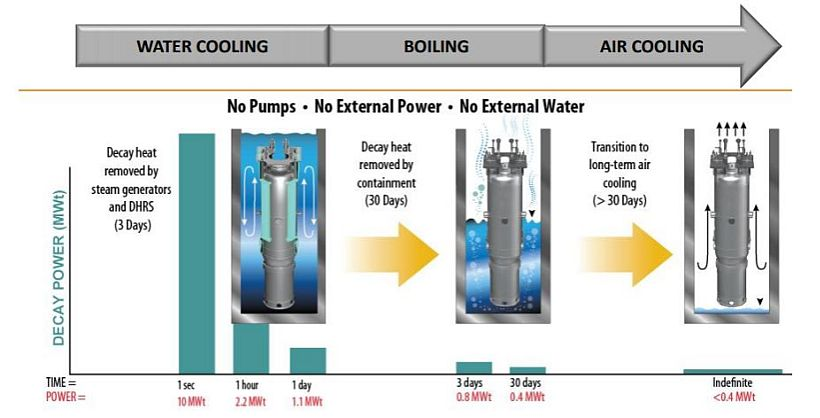 WATER COOLING
BOILING
AIR COOLING
No Pumps • No External Power • No External Water
Decay heat
removed by
steam generators
and DHRS
(3 Days)
Decay heat
removed by
containment
(30 Days)
Transition to
long-term air
cooling
(> 30 Days)
DECAY POWER (MWt)
TIME =
1 sec
1 hour
1 day
3 days
30 days
Indefinite
POWER =
10 MWt
2.2 MWt
1.1 MWt
0.8 MWt
0.4 MWt
<0.4 MWt